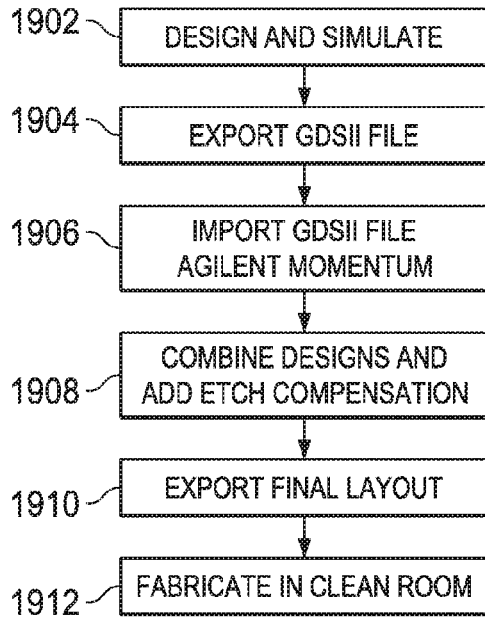 1902
DESIGN AND SIMULATE
1904
EXPORT GDSII FILE
1906
IMPORT GDSII FILE
AGILENT MOMENTUM
1908
COMBINE DESIGNS AND
ADD ETCH COMPENSATION
1910
EXPORT FINAL LAYOUT
1912
FABRICATE IN CLEAN ROOM